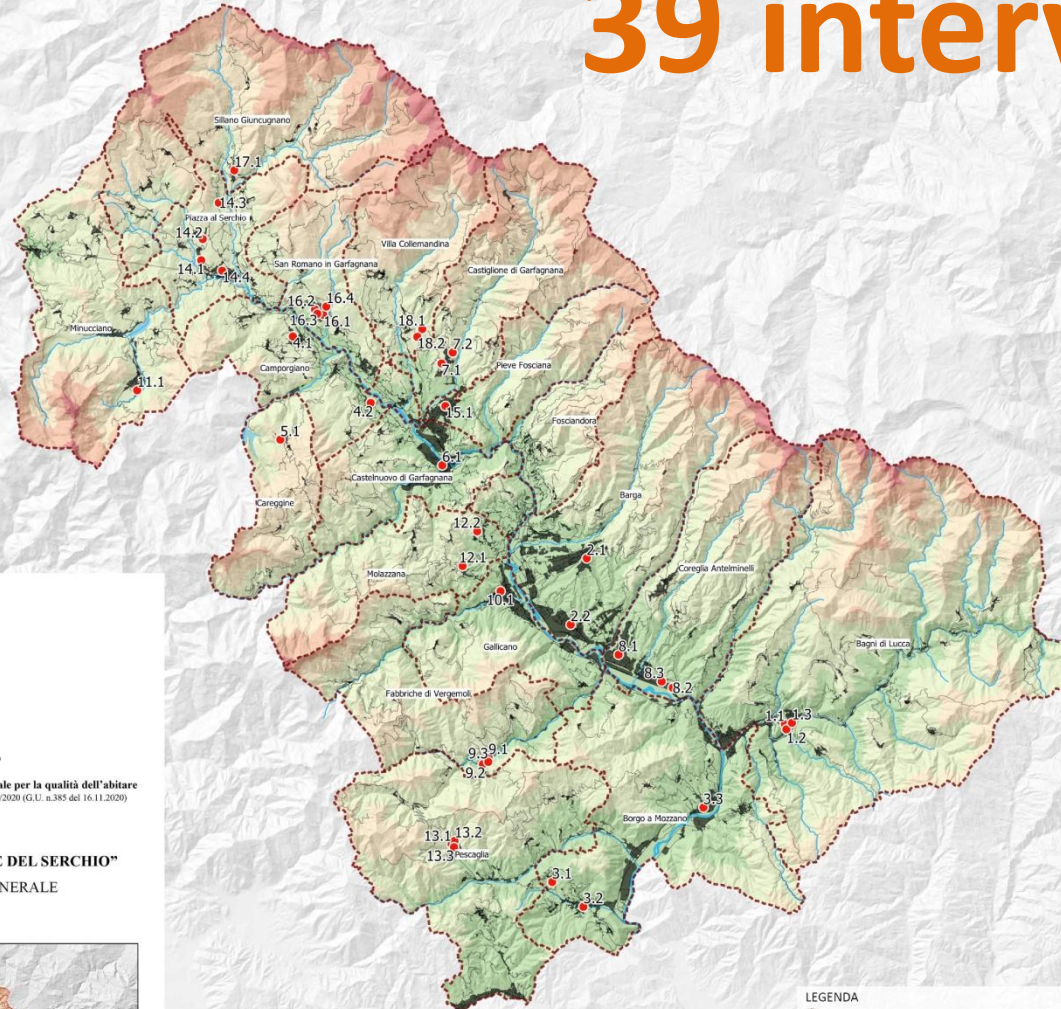 39 interv
Sillano Giuncugnano
17.1
14.3
Piazza al Serchio
14.2
14.1
14.4
Villa Collemandina
San Romano in Garfagnana
Castiglione di Garfagnana
16.2
16.4
16.3
16.1
4.1
Minucciano
11.1
Camporgiano
18.1
18.2
7.2
7.1
Pieve Fosciana
4.2
15.1
Fosciandora
5.1
6.1
Castelnuovo di Garfagnana
Careggine
Barga
12.2
12.1
2.1
Molazzana
Coreglia Antelminelli
10.1
2.2
Gallicano
8.1
Bagni di Lucca
8.3
8.2
Fabbriche di Vergemoli
1.1
1.3
1.2
9.3
9.1
9.2
3.3
Borgo a Mozzano
13.1
13.2
13.3
Pescaglia
3.1
3.2
ale per la qualità dell'abitare
/2020 (G.U. n.385 del 16.11.2020)
E DEL SERCHIO"
NERALE
LEGENDA